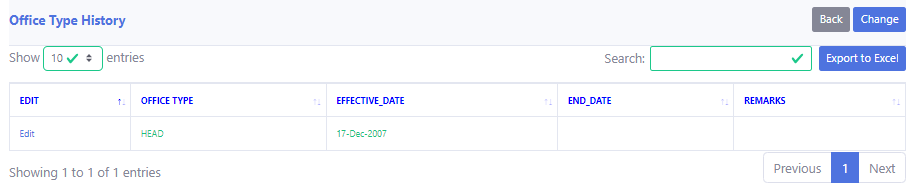 Office Type History Back Change
Show 10 entries Search: Export to Excel
EDIT OFFICE TYPE EFFECTIVE_DATE END_DATE REMARKS
Edit HEAD 17-Dec-2007
Showing 1 to 1 of 1 entries Previous 1 Next